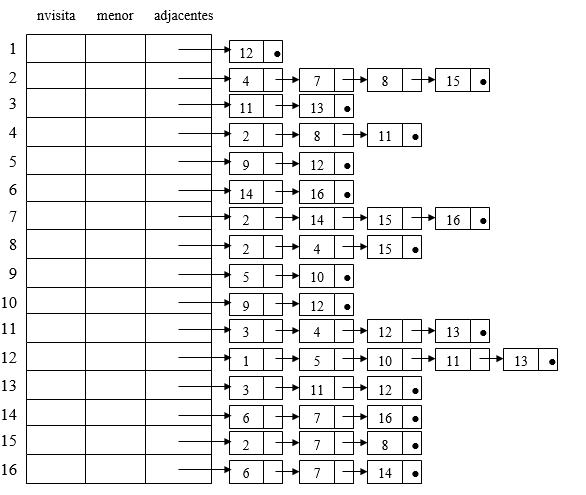 nvisita menor adjacentes
1 12
2 4 7 8 15
3 11 13
4 2 8 11
5 9 12
6 14 16
7 2 14 15 16
8 2 4 15
9 5 10
10 9 12
11 3 4 12 13
12 1 5 10 11 13
13 3 11 12
14 6 7 16
15 2 7 8
16 6 7 14